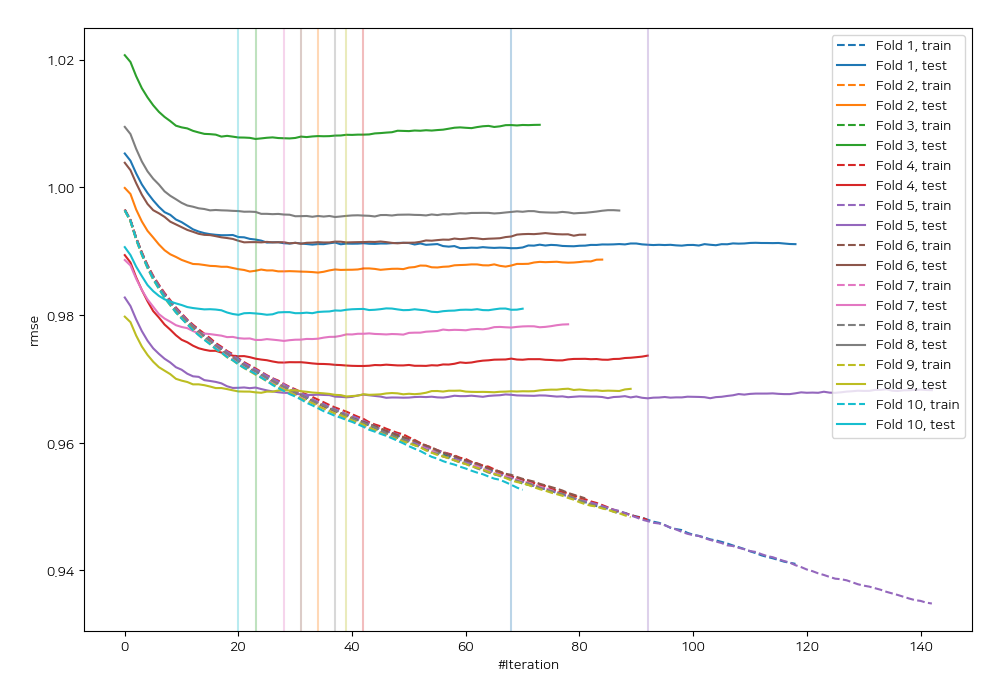 1.02
1.00
0.98
0.96
0.94
rmse
0
20
40
60
80
100
120
140
#Iteration
Fold 1, train
Fold 1, test
Fold 2, train
Fold 2, test
Fold 3, train
Fold 3, test
Fold 4, train
Fold 4, test
Fold 5, train
Fold 5, test
Fold 6, train
Fold 6, test
Fold 7, train
Fold 7, test
Fold 8, train
Fold 8, test
Fold 9, train
Fold 9, test
Fold 10, train
Fold 10, test